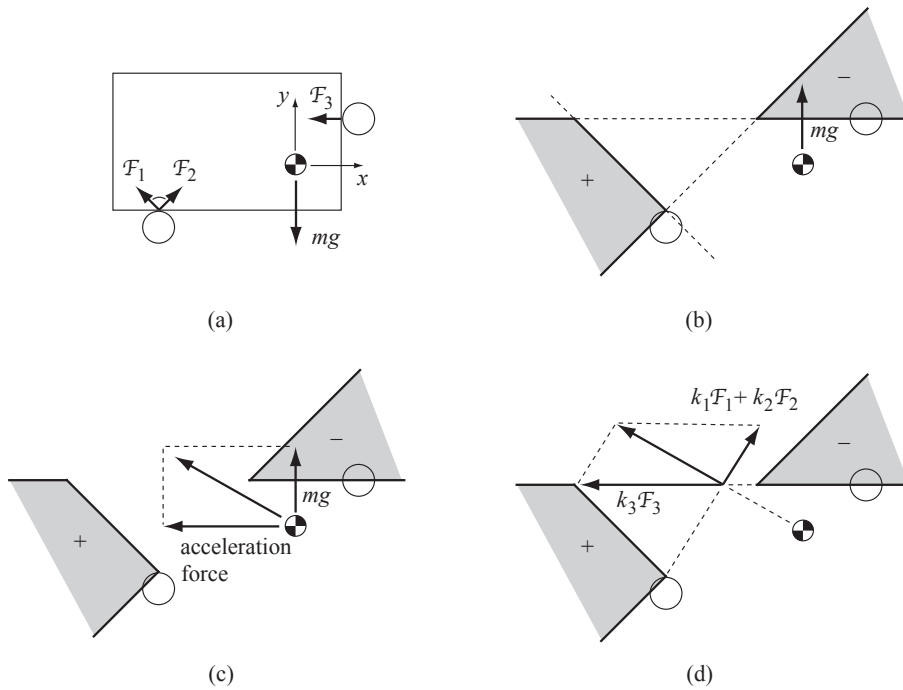 y
F₃
F₁ F₂
x
mg
(a)
−
mg
+
(b)
−
mg
+
acceleration
force
(c)
k₁F₁+ k₂F₂
−
k₃F₃
+
(d)